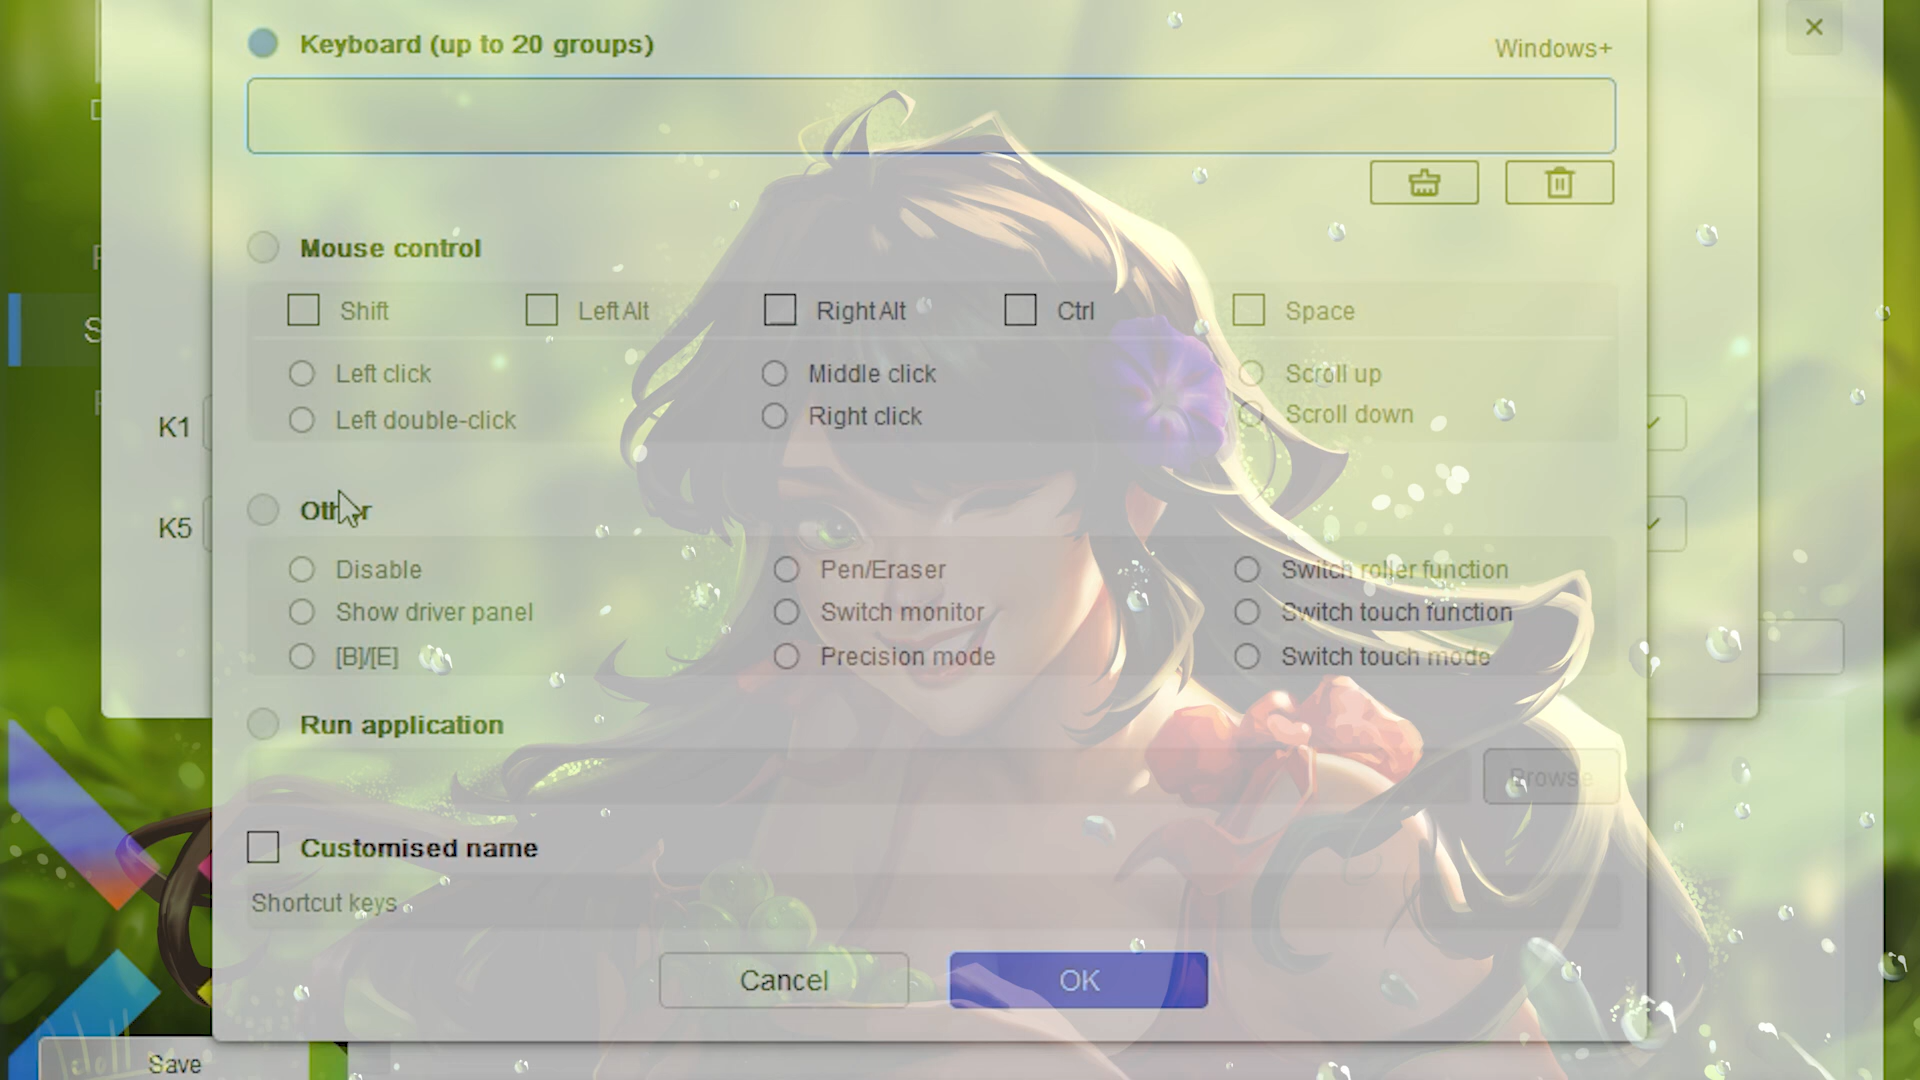 Keyboard (up to 20 groups)
Windows+
Mouse control
Shift
Left Alt
Right Alt
Ctrl
Space
Left click
Middle click
Scroll up
Left double-click
Right click
Scroll down
K1
K5
Other
Disable
Pen/Eraser
Switch roller function
Show driver panel
Switch monitor
Switch touch function
[B]/[E]
Precision mode
Switch touch mode
Run application
Browse
Customised name
Shortcut keys
Cancel
OK
Save